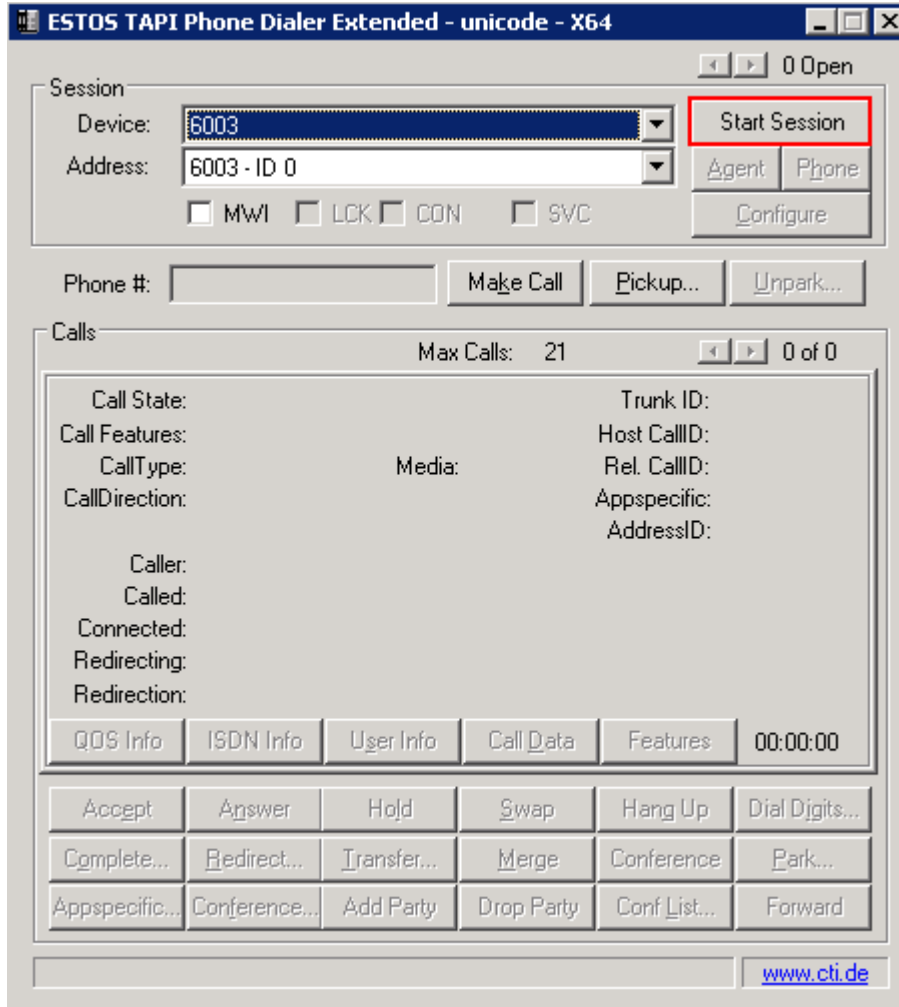 ESTOS TAPI Phone Dialer Extended - unicode - X64
0 Open
Session
Device: 6003 Start Session
Address: 6003 - ID 0 Agent Phone
MWI LCK CON SVC Configure
Phone #: Make Call Pickup... Unpark...
Calls
Max Calls: 21 0 of 0
Call State: Trunk ID:
Call Features: Host CallID:
CallType: Media: Rel. CallID:
CallDirection: Appspecific:
AddressID:
Caller:
Called:
Connected:
Redirecting:
Redirection:
QOS Info ISDN Info User Info Call Data Features 00:00:00
Accept Answer Hold Swap Hang Up Dial Digits...
Complete... Redirect... Transfer... Merge Conference Park...
Appspecific... Conference... Add Party Drop Party Conf List... Forward
www.cti.de